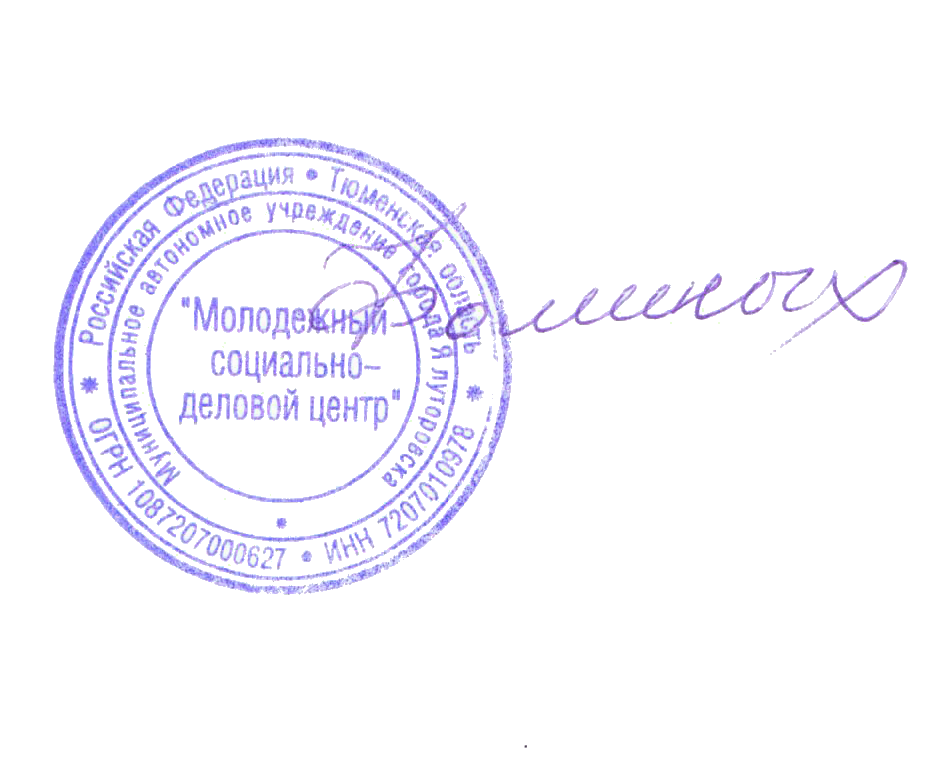 Российская Федерация • Тюменская область
* ОГРН 1087207000627 • ИНН 7207010978 *
Муниципальное автономное учреждение города Ялуторовска
"Молодежный
социально-
деловой центр"